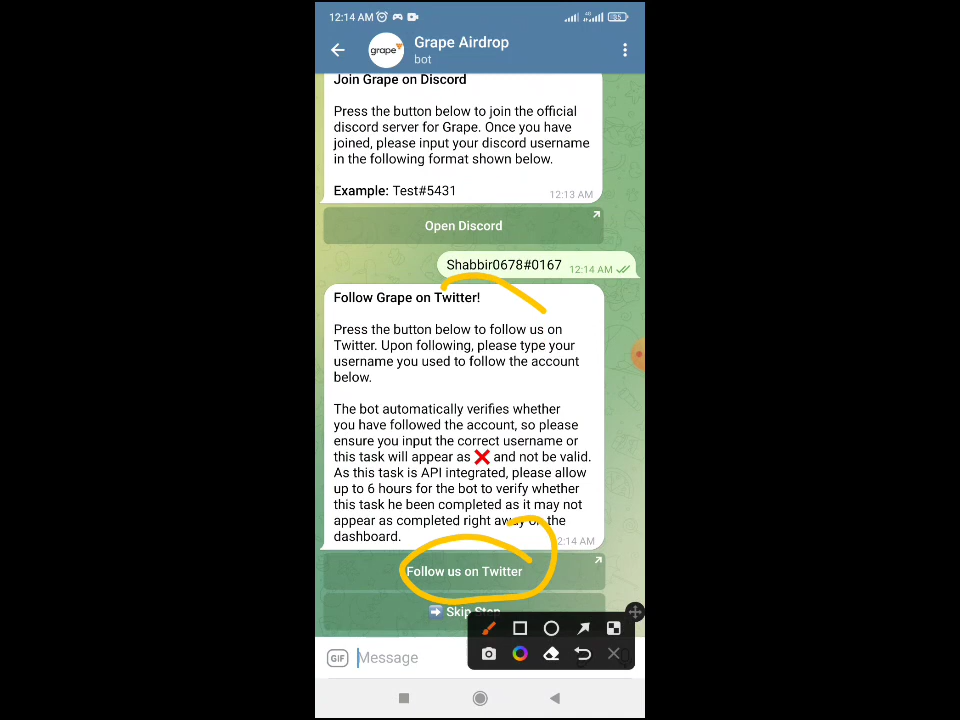 12:14 AM
4G
Grape Airdrop
bot
grape
Join Grape on Discord
Press the button below to join the official
discord server for Grape. Once you have
joined, please input your discord username
in the following format shown below.
Example: Test#5431
12:13 AM
Open Discord
Shabbir0678#0167
12:14 AM
Follow Grape on Twitter!
Press the button below to follow us on
Twitter. Upon following, please type your
username you used to follow the account
below.
The bot automatically verifies whether
you have followed the account, so please
ensure you input the correct username or
this task will appear as ❌ and not be valid.
As this task is API integrated, please allow
up to 6 hours for the bot to verify whether
this task he been completed as it may not
appear as completed right away on the
dashboard.
2:14 AM
Follow us on Twitter
➡️ Skip Step
GIF
Message